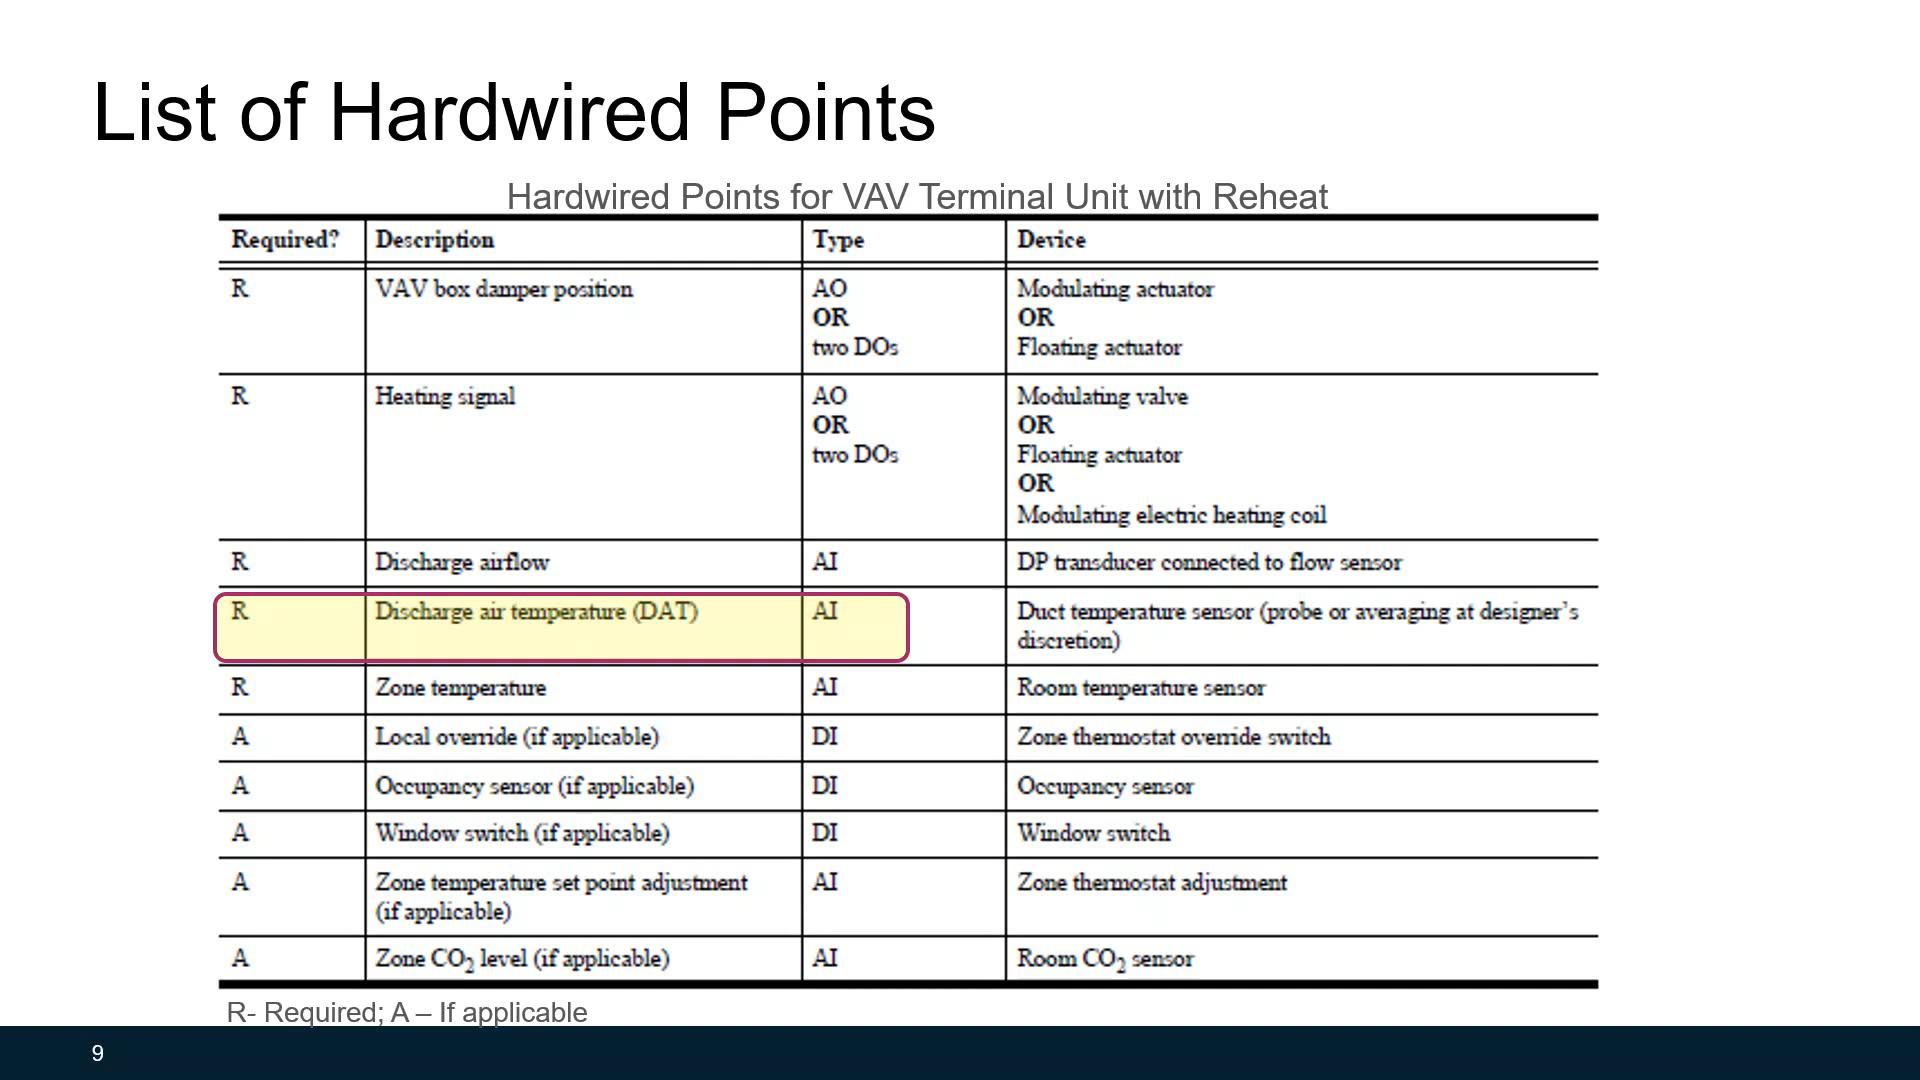 List of Hardwired Points
Hardwired Points for VAV Terminal Unit with Reheat
Required? Description Type Device
R VAV box damper position AO Modulating actuator
OR OR
two DOs Floating actuator
R Heating signal AO Modulating valve
OR OR
two DOs Floating actuator
OR
Modulating electric heating coil
R Discharge airflow AI DP transducer connected to flow sensor
R Discharge air temperature (DAT) AI Duct temperature sensor (probe or averaging at designer’s
discretion)
R Zone temperature AI Room temperature sensor
A Local override (if applicable) DI Zone thermostat override switch
A Occupancy sensor (if applicable) DI Occupancy sensor
A Window switch (if applicable) DI Window switch
A Zone temperature set point adjustment AI Zone thermostat adjustment
(if applicable)
A Zone CO₂ level (if applicable) AI Room CO₂ sensor
R- Required; A – If applicable
9